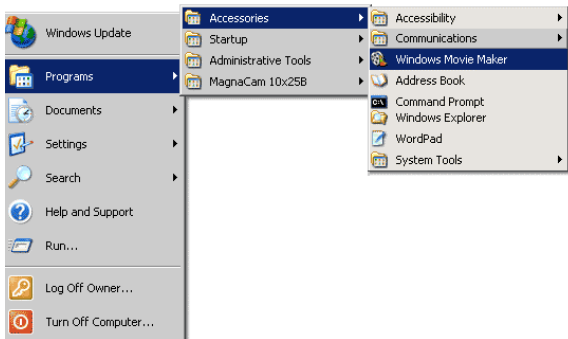 Windows Update
Programs
Documents
Settings
Search
Help and Support
Run...
Log Off Owner...
Turn Off Computer...
Accessories
Startup
Administrative Tools
MagnaCam 10x25B
Accessibility
Communications
Windows Movie Maker
Address Book
Command Prompt
Windows Explorer
WordPad
System Tools